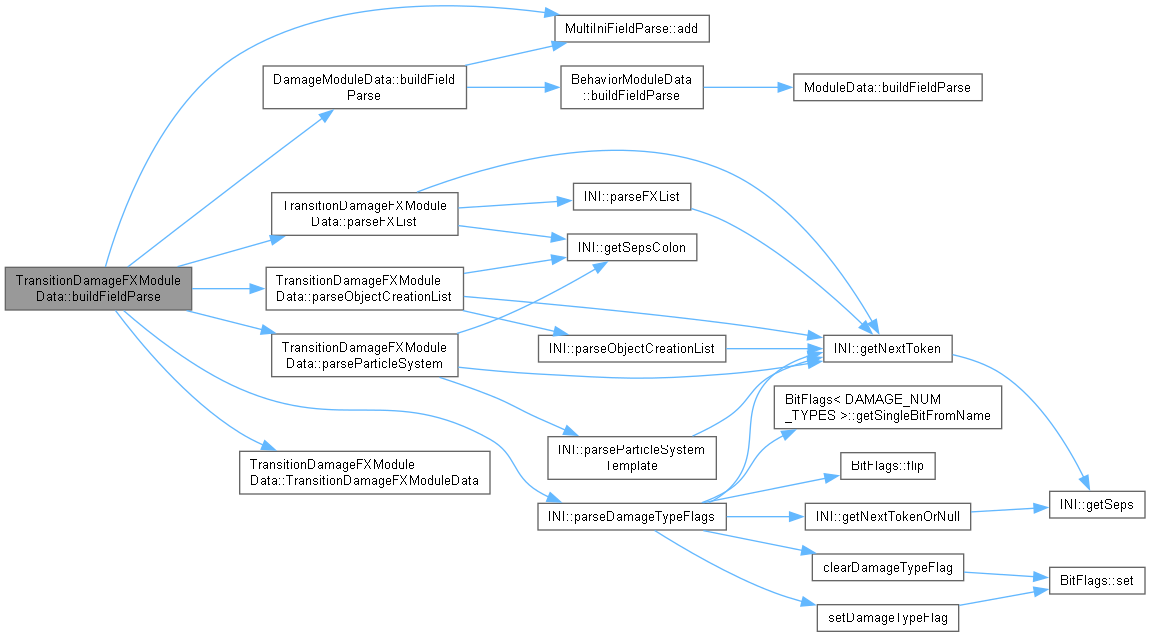 MultiIniFieldParse::add
DamageModuleData::buildField
Parse
BehaviorModuleData
::buildFieldParse
ModuleData::buildFieldParse
TransitionDamageFXModule
Data::parseFXList
INI::parseFXList
INI::getSepsColon
TransitionDamageFXModule
Data::buildFieldParse
TransitionDamageFXModule
Data::parseObjectCreationList
TransitionDamageFXModule
Data::parseParticleSystem
INI::parseObjectCreationList
INI::getNextToken
BitFlags< DAMAGE_NUM
_TYPES >::getSingleBitFromName
INI::parseParticleSystem
Template
TransitionDamageFXModule
Data::TransitionDamageFXModuleData
BitFlags::flip
INI::parseDamageTypeFlags
INI::getNextTokenOrNull
INI::getSeps
clearDamageTypeFlag
BitFlags::set
setDamageTypeFlag